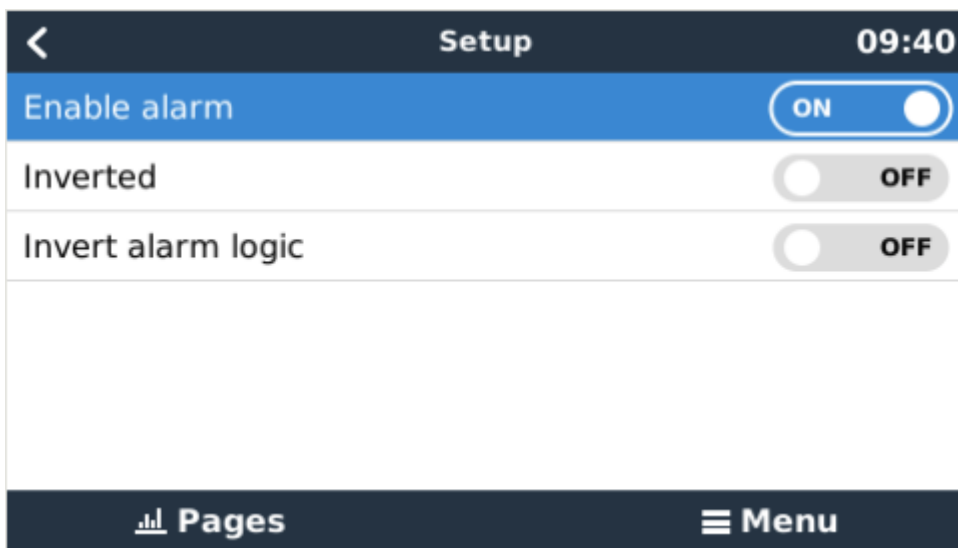 Setup 09:40
Enable alarm ON
Inverted OFF
Invert alarm logic OFF
Pages Menu